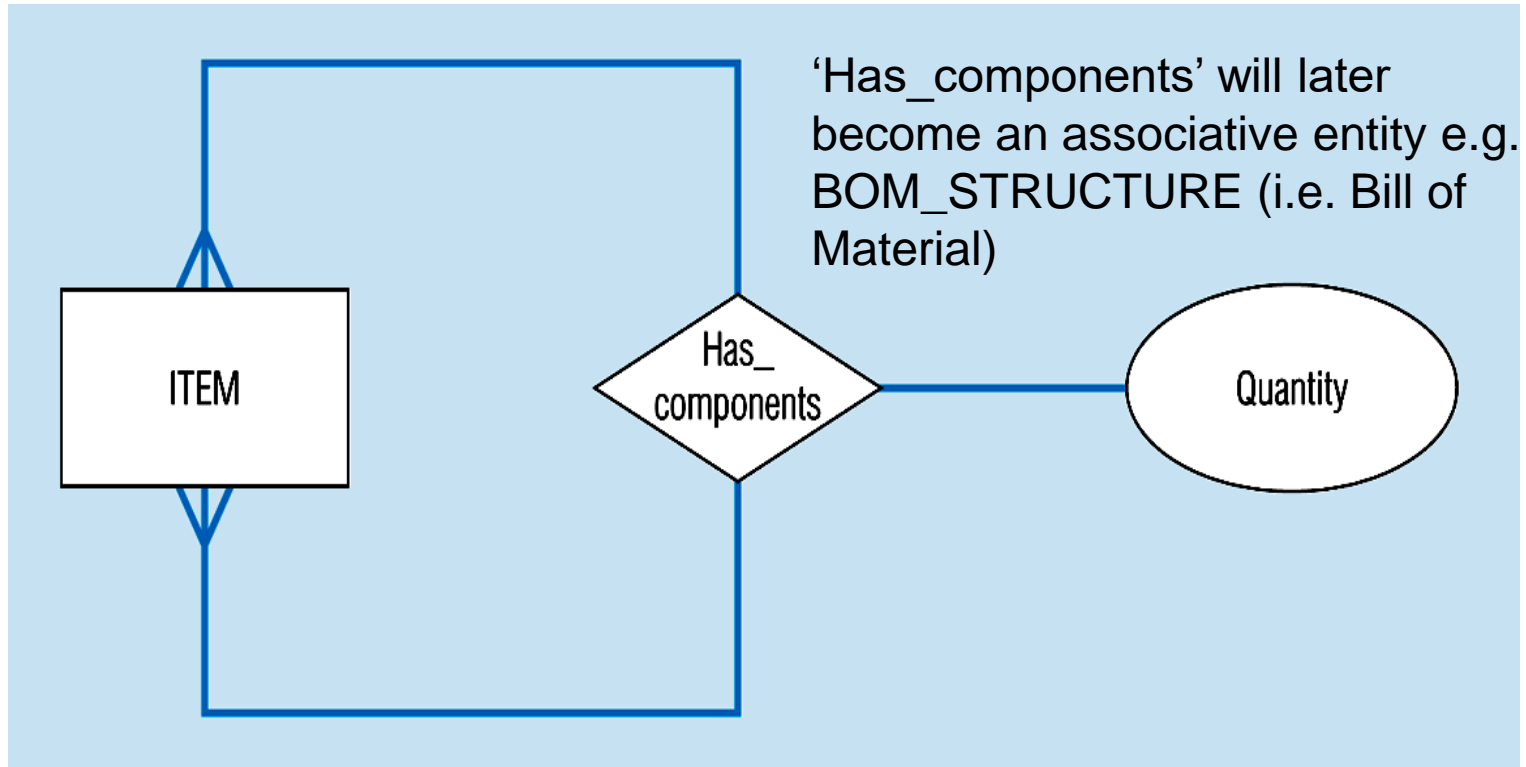 ‘Has_components’ will later
become an associative entity e.g.
BOM_STRUCTURE (i.e. Bill of
Material)
ITEM
Has_
components
Quantity